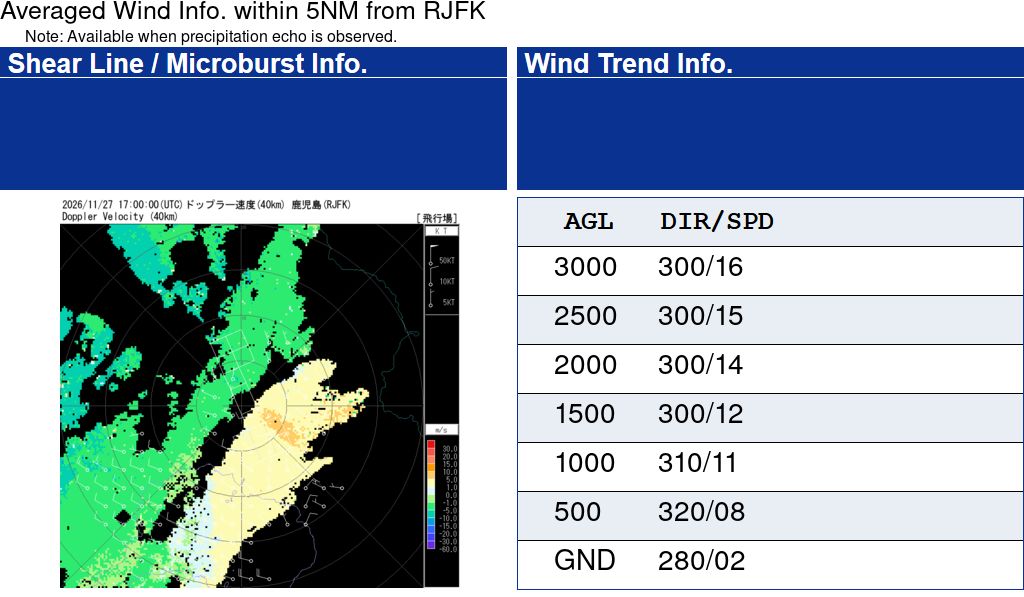 Averaged Wind Info. within 5NM from RJFK
Note: Available when precipitation echo is observed.
Shear Line / Microburst Info.
Wind Trend Info.
2026/11/27 17:00:00(UTC) ドップラー速度(40km) 鹿児島(RJFK)
Doppler Velocity (40km)
[飛行場]
KT
50KT
10KT
5KT
m/s
30.0
20.0
15.0
10.0
5.0
1.0
0.0
-1.0
-5.0
-10.0
-15.0
-20.0
-30.0
-60.0
AGL DIR/SPD
3000 300/16
2500 300/15
2000 300/14
1500 300/12
1000 310/11
500 320/08
GND 280/02